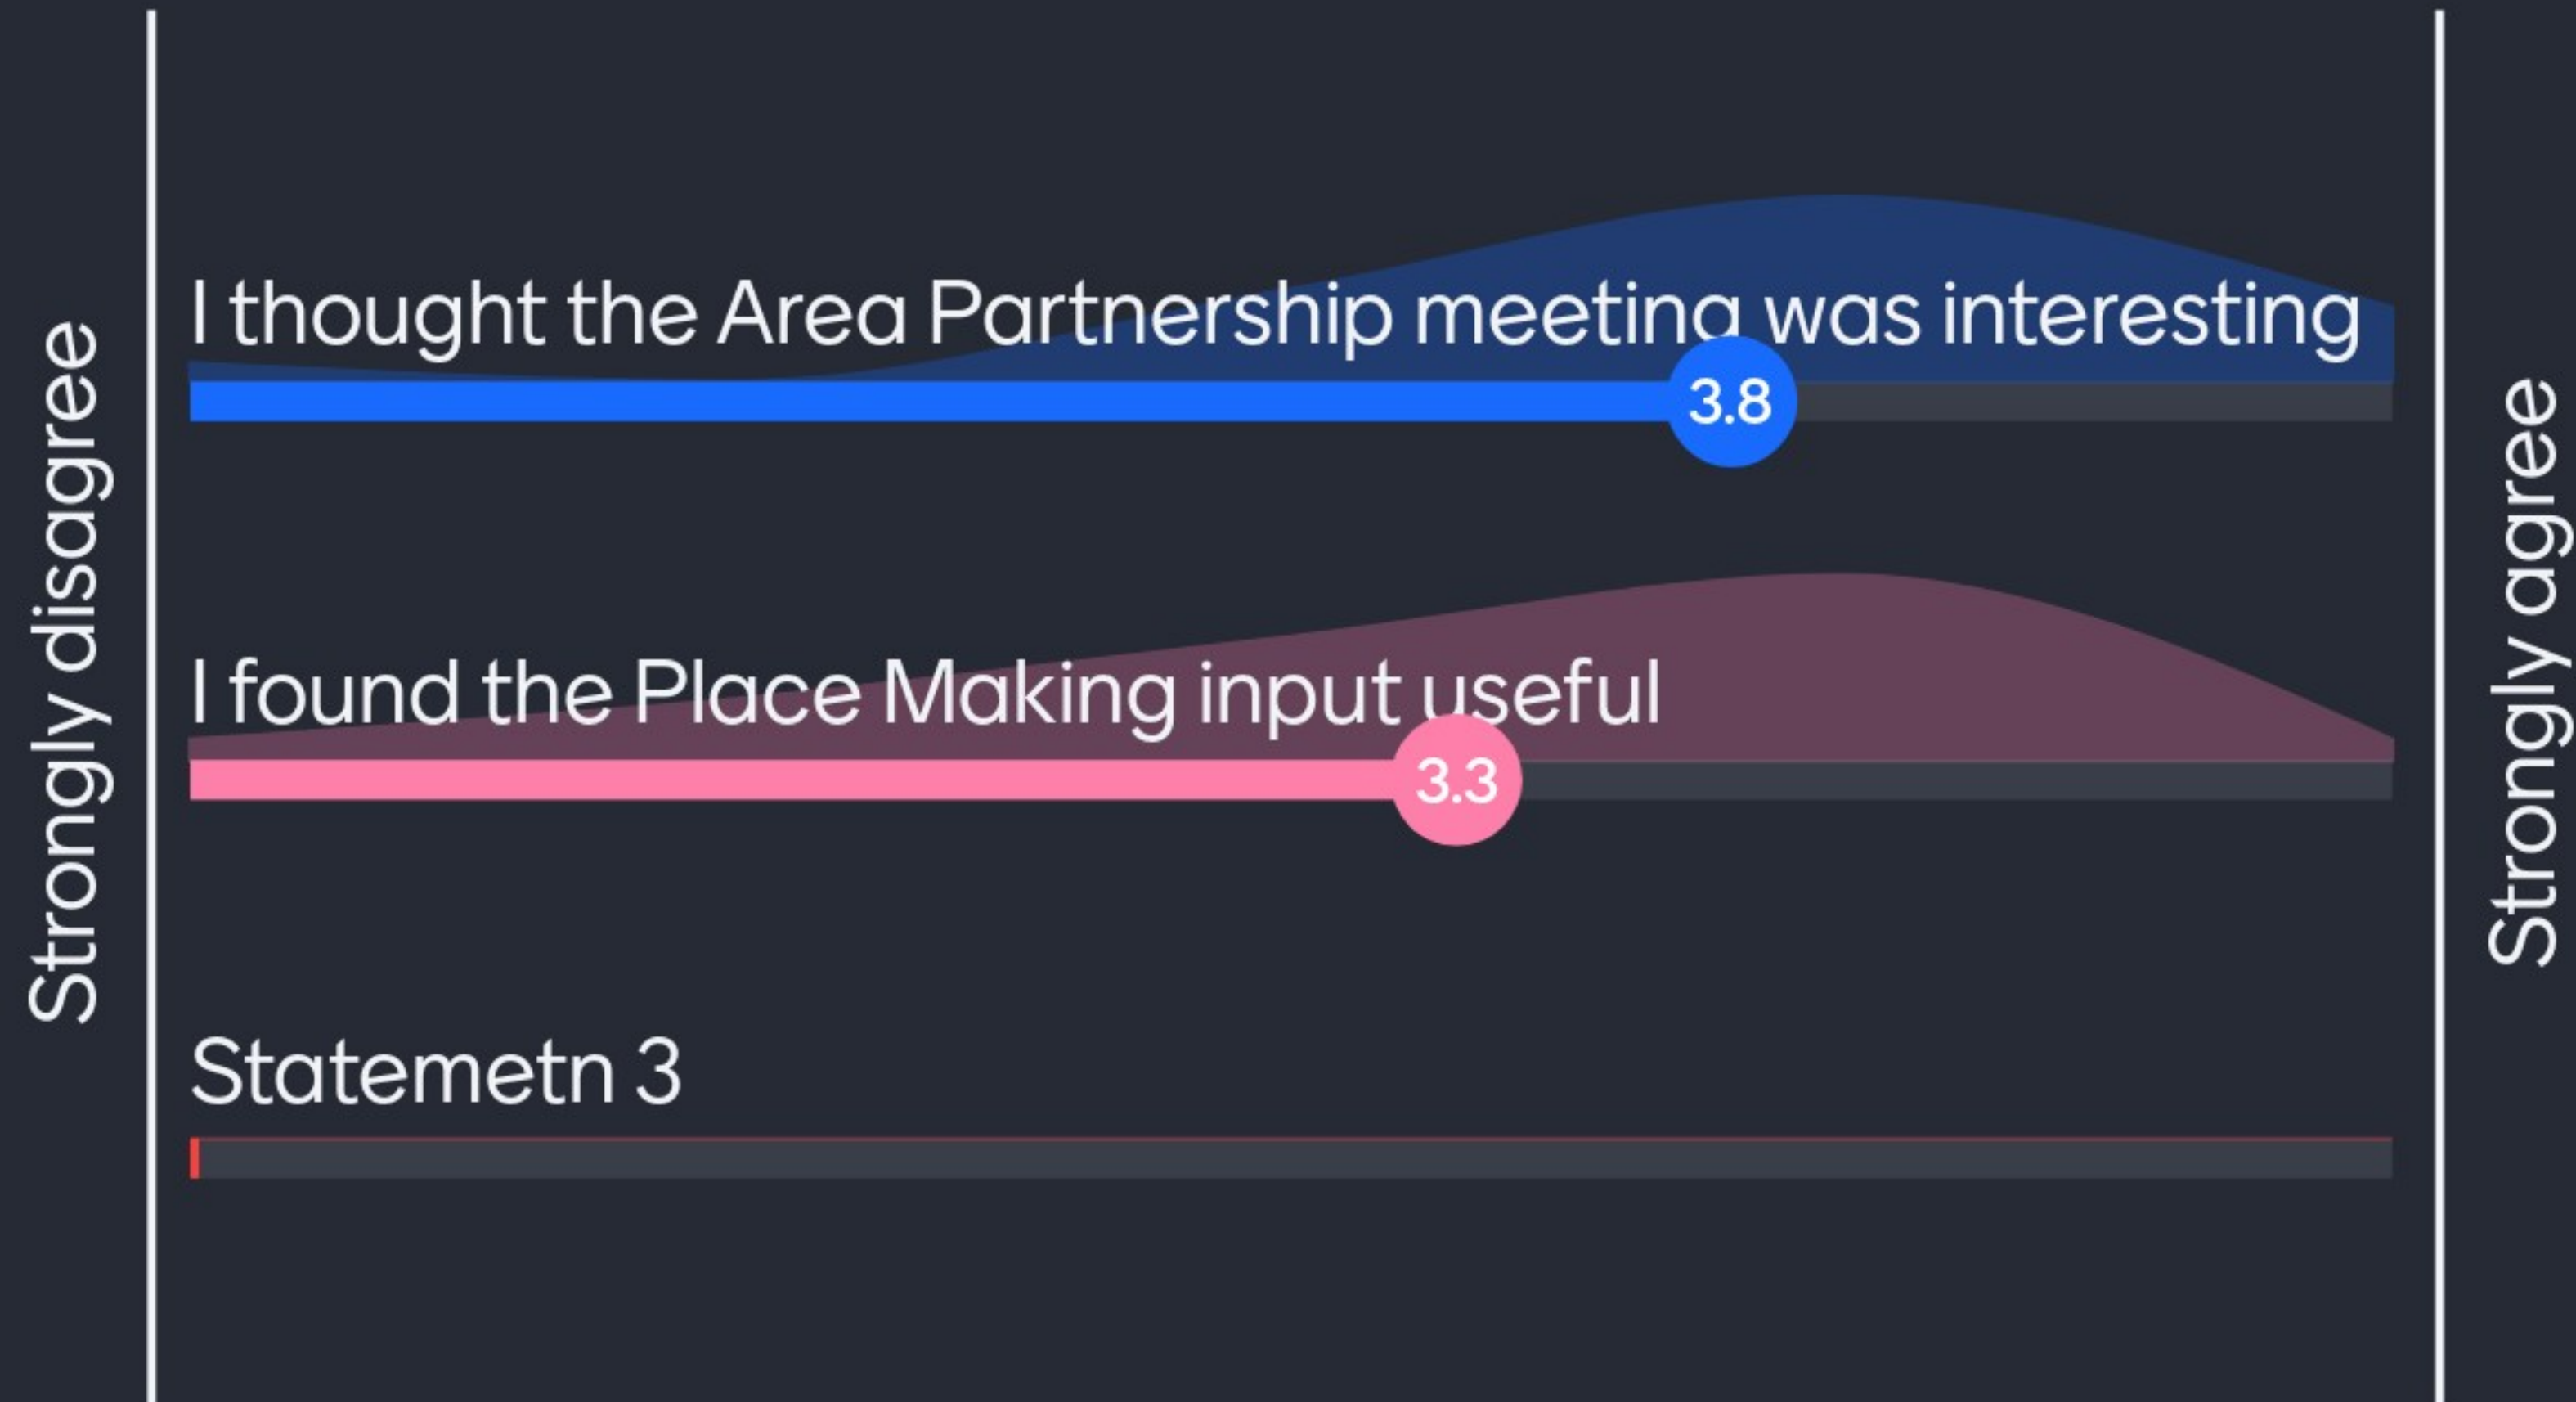 Strongly disagree
I thought the Area Partnership meeting was interesting
3.8
I found the Place Making input useful
3.3
Statemetn 3
Strongly agree